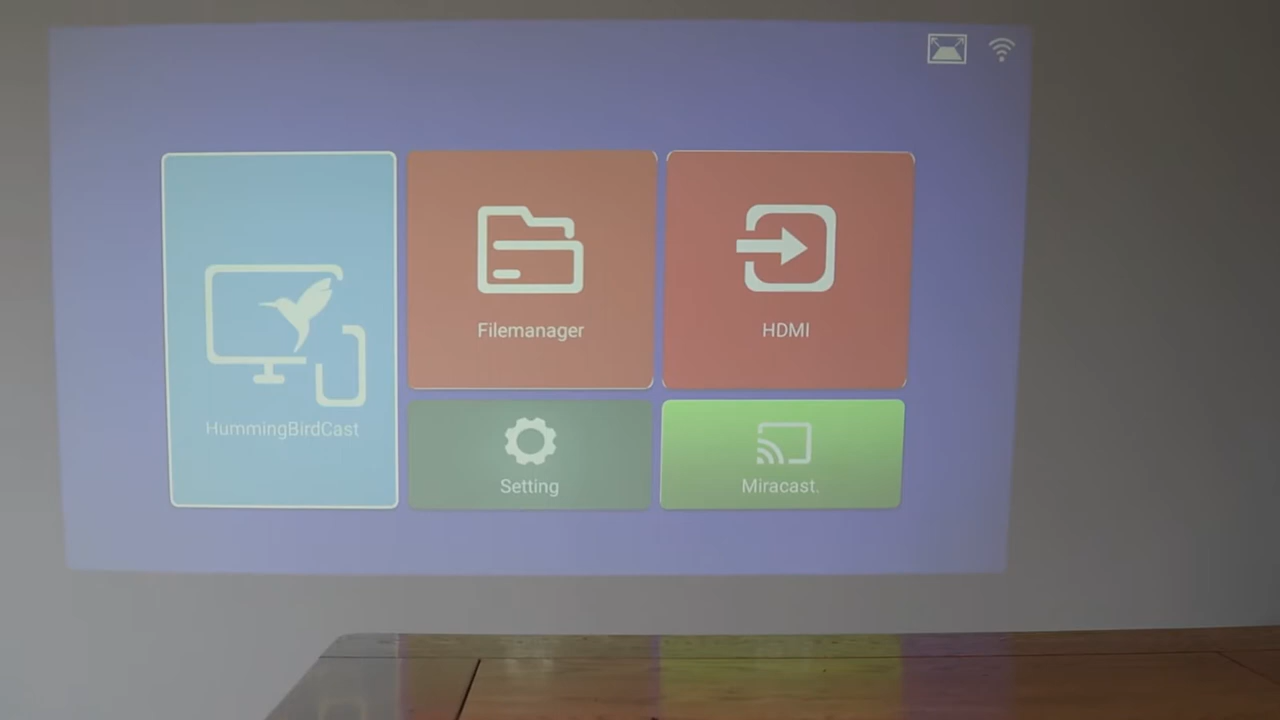 Filemanager
HDMI
HummingBirdCast
Setting
Miracast.